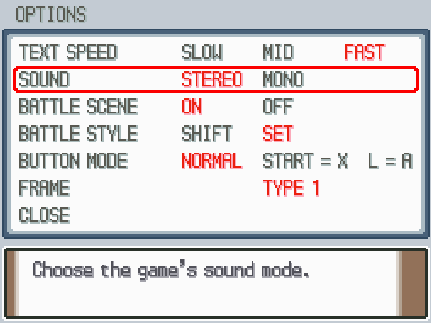 OPTIONS
TEXT SPEED SLOW MID FAST
SOUND STEREO MONO
BATTLE SCENE ON OFF
BATTLE STYLE SHIFT SET
BUTTON MODE NORMAL START = X L = A
FRAME TYPE 1
CLOSE
Choose the game's sound mode.